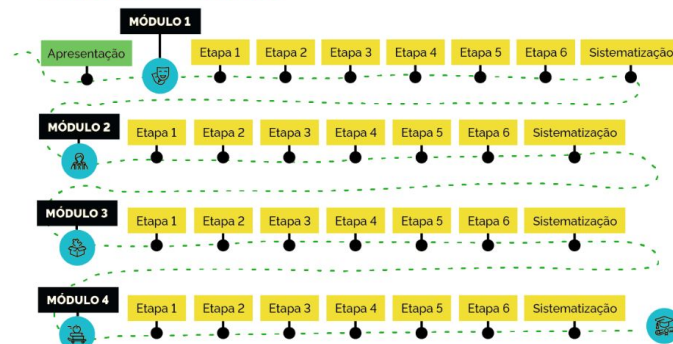 MÓDULO 1
Apresentação Etapa 1 Etapa 2 Etapa 3 Etapa 4 Etapa 5 Etapa 6 Sistematização
MÓDULO 2 Etapa 1 Etapa 2 Etapa 3 Etapa 4 Etapa 5 Etapa 6 Sistematização
MÓDULO 3 Etapa 1 Etapa 2 Etapa 3 Etapa 4 Etapa 5 Etapa 6 Sistematização
MÓDULO 4 Etapa 1 Etapa 2 Etapa 3 Etapa 4 Etapa 5 Etapa 6 Sistematização